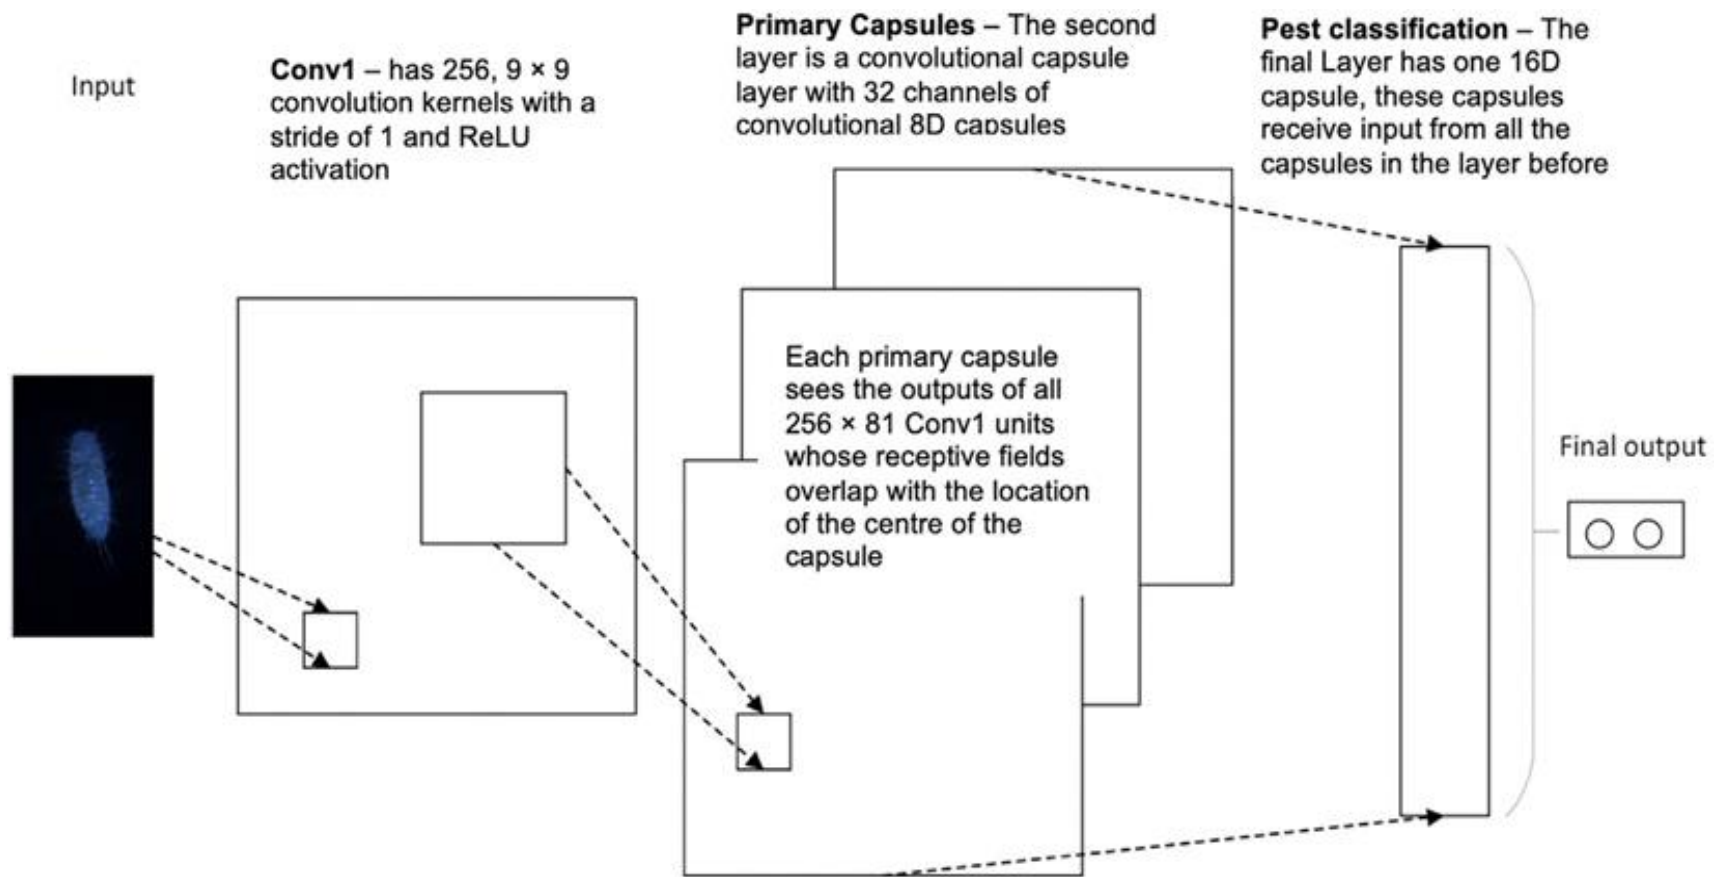 Input
Conv1 – has 256, 9 × 9
convolution kernels with a
stride of 1 and ReLU
activation
Primary Capsules – The second
layer is a convolutional capsule
layer with 32 channels of
convolutional 8D capsules
Pest classification – The
final Layer has one 16D
capsule, these capsules
receive input from all the
capsules in the layer before
Each primary capsule
sees the outputs of all
256 × 81 Conv1 units
whose receptive fields
overlap with the location
of the centre of the
capsule
Final output